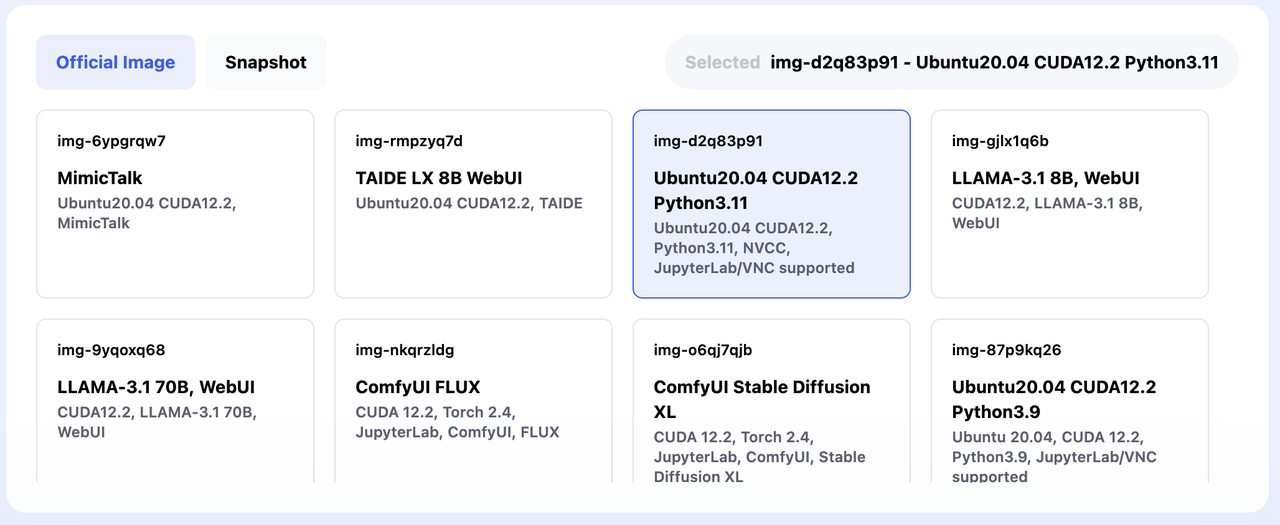 Official Image
Snapshot
Selected img-d2q83p91 - Ubuntu20.04 CUDA12.2 Python3.11
img-6ypgrqw7
MimicTalk
Ubuntu20.04 CUDA12.2,
MimicTalk
img-rmpzyq7d
TAIDE LX 8B WebUI
Ubuntu20.04 CUDA12.2, TAIDE
img-d2q83p91
Ubuntu20.04 CUDA12.2
Python3.11
Ubuntu20.04 CUDA12.2,
Python3.11, NVCC,
JupyterLab/VNC supported
img-gjlx1q6b
LLAMA-3.1 8B, WebUI
CUDA12.2, LLAMA-3.1 8B,
WebUI
img-9yqoxq68
LLAMA-3.1 70B, WebUI
CUDA12.2, LLAMA-3.1 70B,
WebUI
img-nkqrzldg
ComfyUI FLUX
CUDA 12.2, Torch 2.4,
JupyterLab, ComfyUI, FLUX
img-o6qj7qjb
ComfyUI Stable Diffusion
XL
CUDA 12.2, Torch 2.4,
JupyterLab, ComfyUI, Stable
Diffusion XL
img-87p9kq26
Ubuntu20.04 CUDA12.2
Python3.9
Ubuntu 20.04, CUDA 12.2,
Python3.9, JupyterLab/VNC
supported